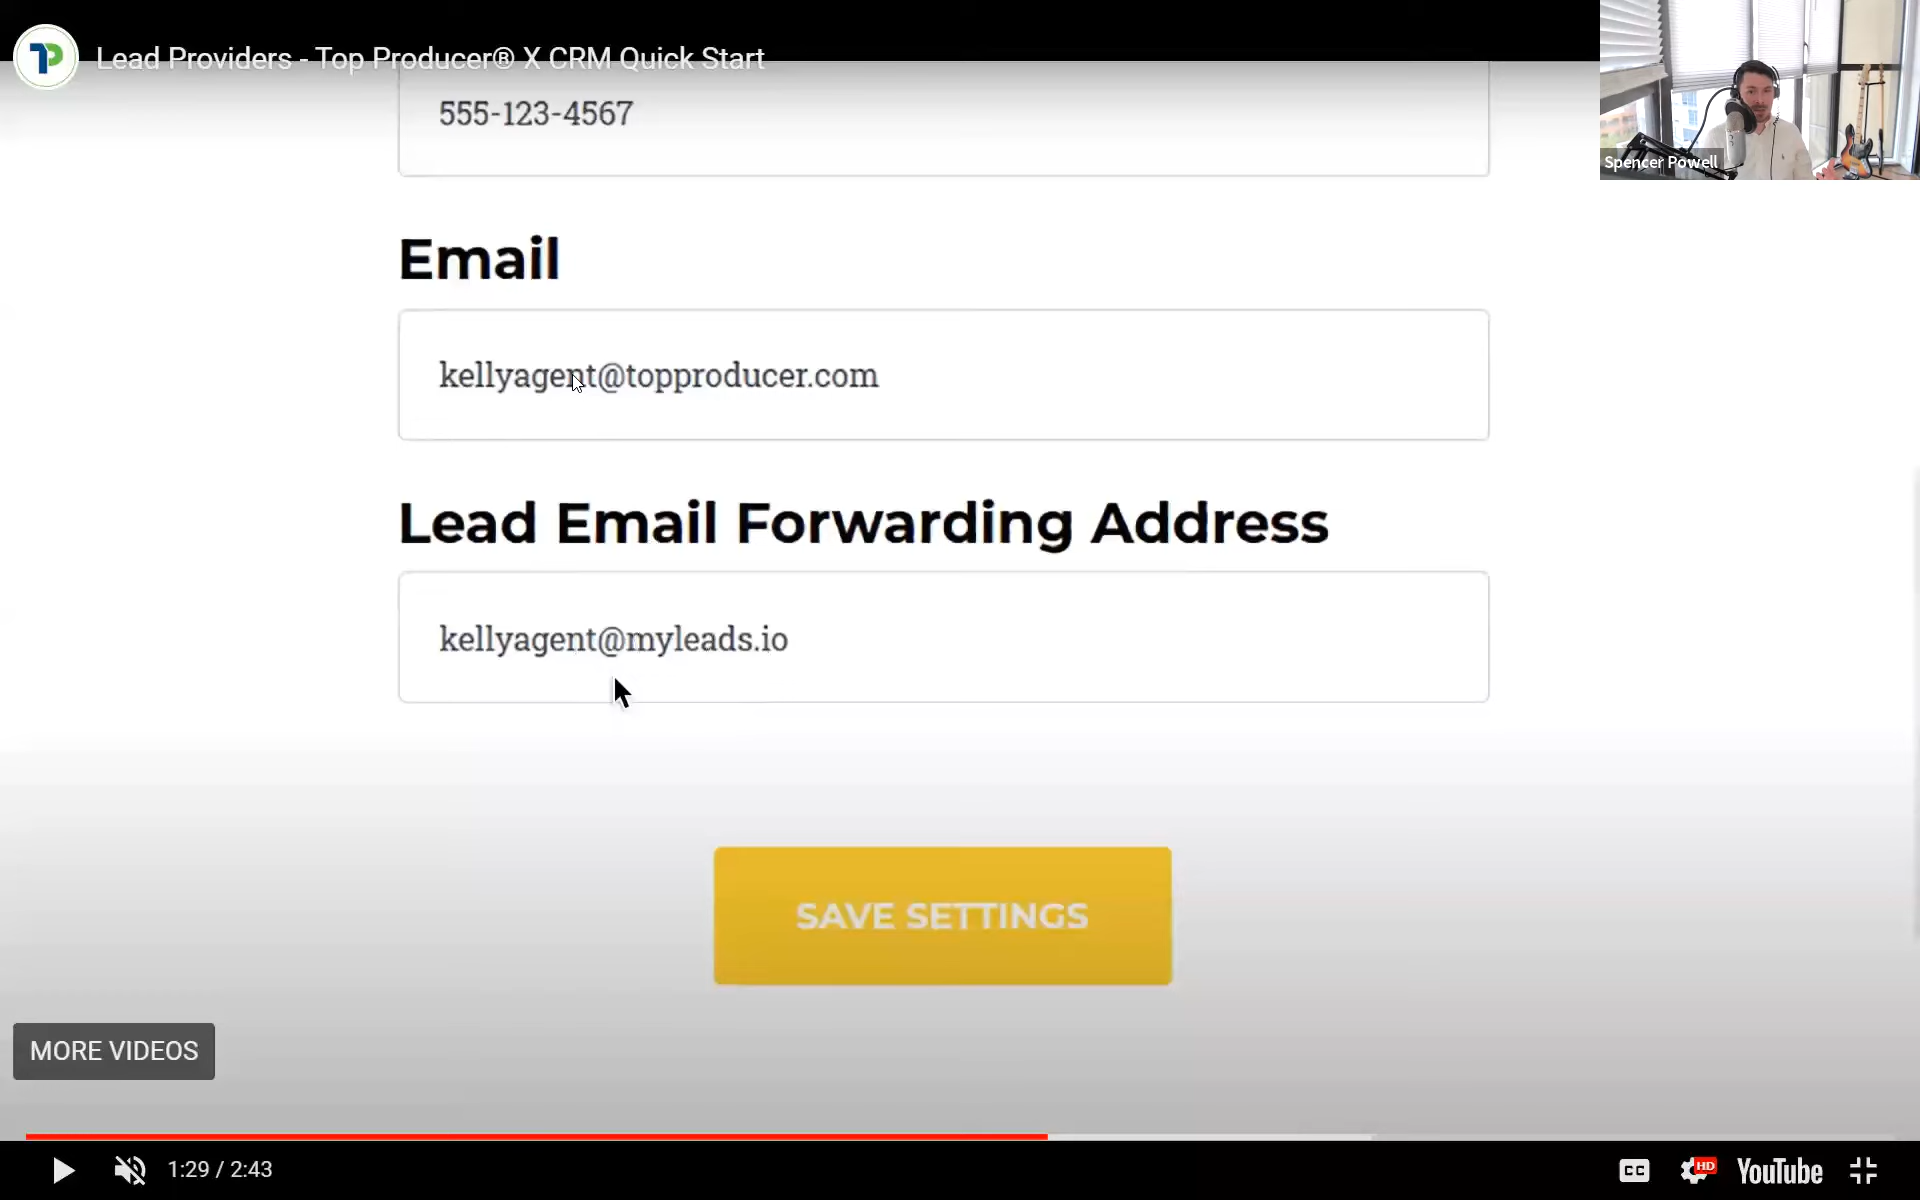 TP
Lead Providers - Top Producer® X CRM Quick Start
Spencer Powell
555-123-4567
Email
kellyagent@topproducer.com
Lead Email Forwarding Address
kellyagent@myleads.io
SAVE SETTINGS
MORE VIDEOS
1:29 / 2:43
CC
HD
YouTube